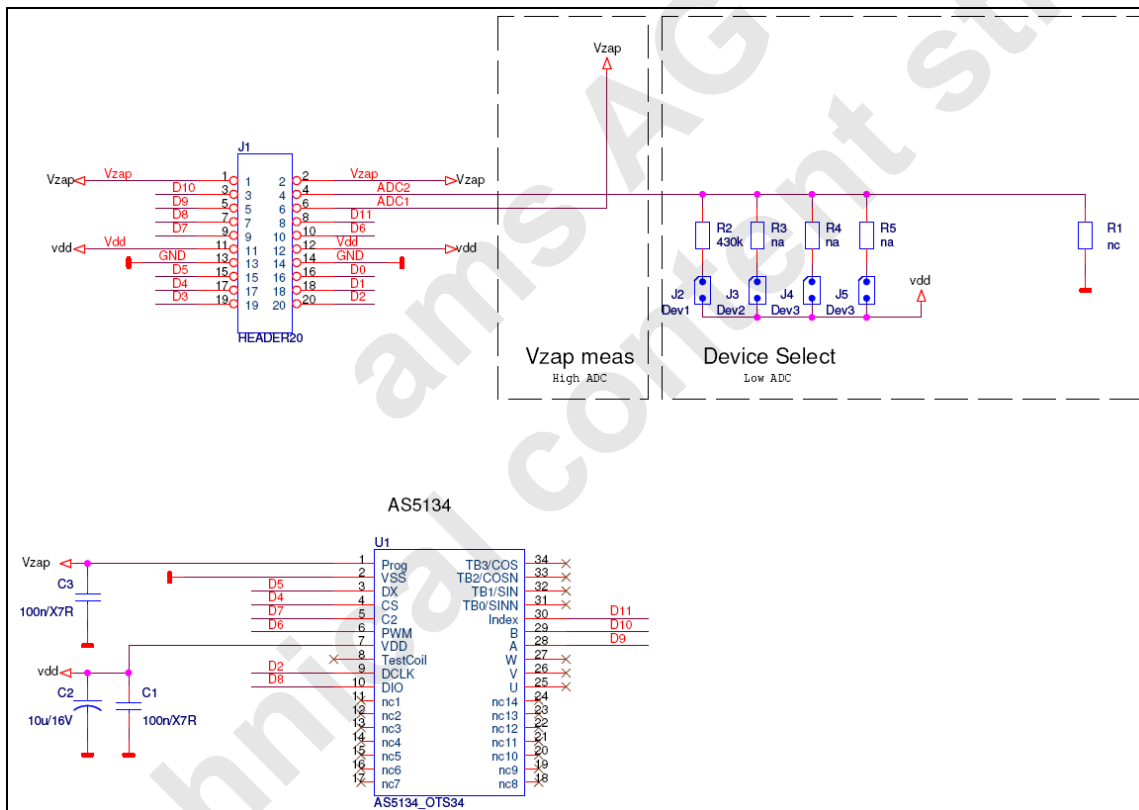 ams AG
technical content still
Vzap
J1
Vzap Vzap 1 1 2 2 Vzap Vzap
D10 3 3 4 4 ADC2
D9 5 5 6 6 ADC1
D8 7 7 8 8 D11
D7 9 9 10 10 D6
vdd Vdd 11 11 12 12 Vdd vdd
GND 13 13 14 14 GND
D5 15 15 16 16 D0
D4 17 17 18 18 D1
D3 19 19 20 20 D2
HEADER20
R2 R3 R4 R5 R1
430k na na na nc
vdd
J2 J3 J4 J5
Dev1 Dev2 Dev3 Dev3
Vzap meas
High ADC
Device Select
Low ADC
AS5134
U1
Vzap 1 Prog TB3/COS 34
2 VSS TB2/COSN 33
D5 3 DX TB1/SIN 32
D4 4 CS TB0/SINN 31
D7 5 C2 Index 30 D11
D6 6 PWM B 29 D10
7 VDD A 28 D9
8 TestCoil W 27
D2 9 DCLK V 26
D8 10 DIO U 25
11 nc1 nc14 24
12 nc2 nc13 23
13 nc3 nc12 22
14 nc4 nc11 21
15 nc5 nc10 20
16 nc6 nc9 19
17 nc7 nc8 18
AS5134_OTS34
C3
100n/X7R
vdd
C2 C1
10u/16V 100n/X7R